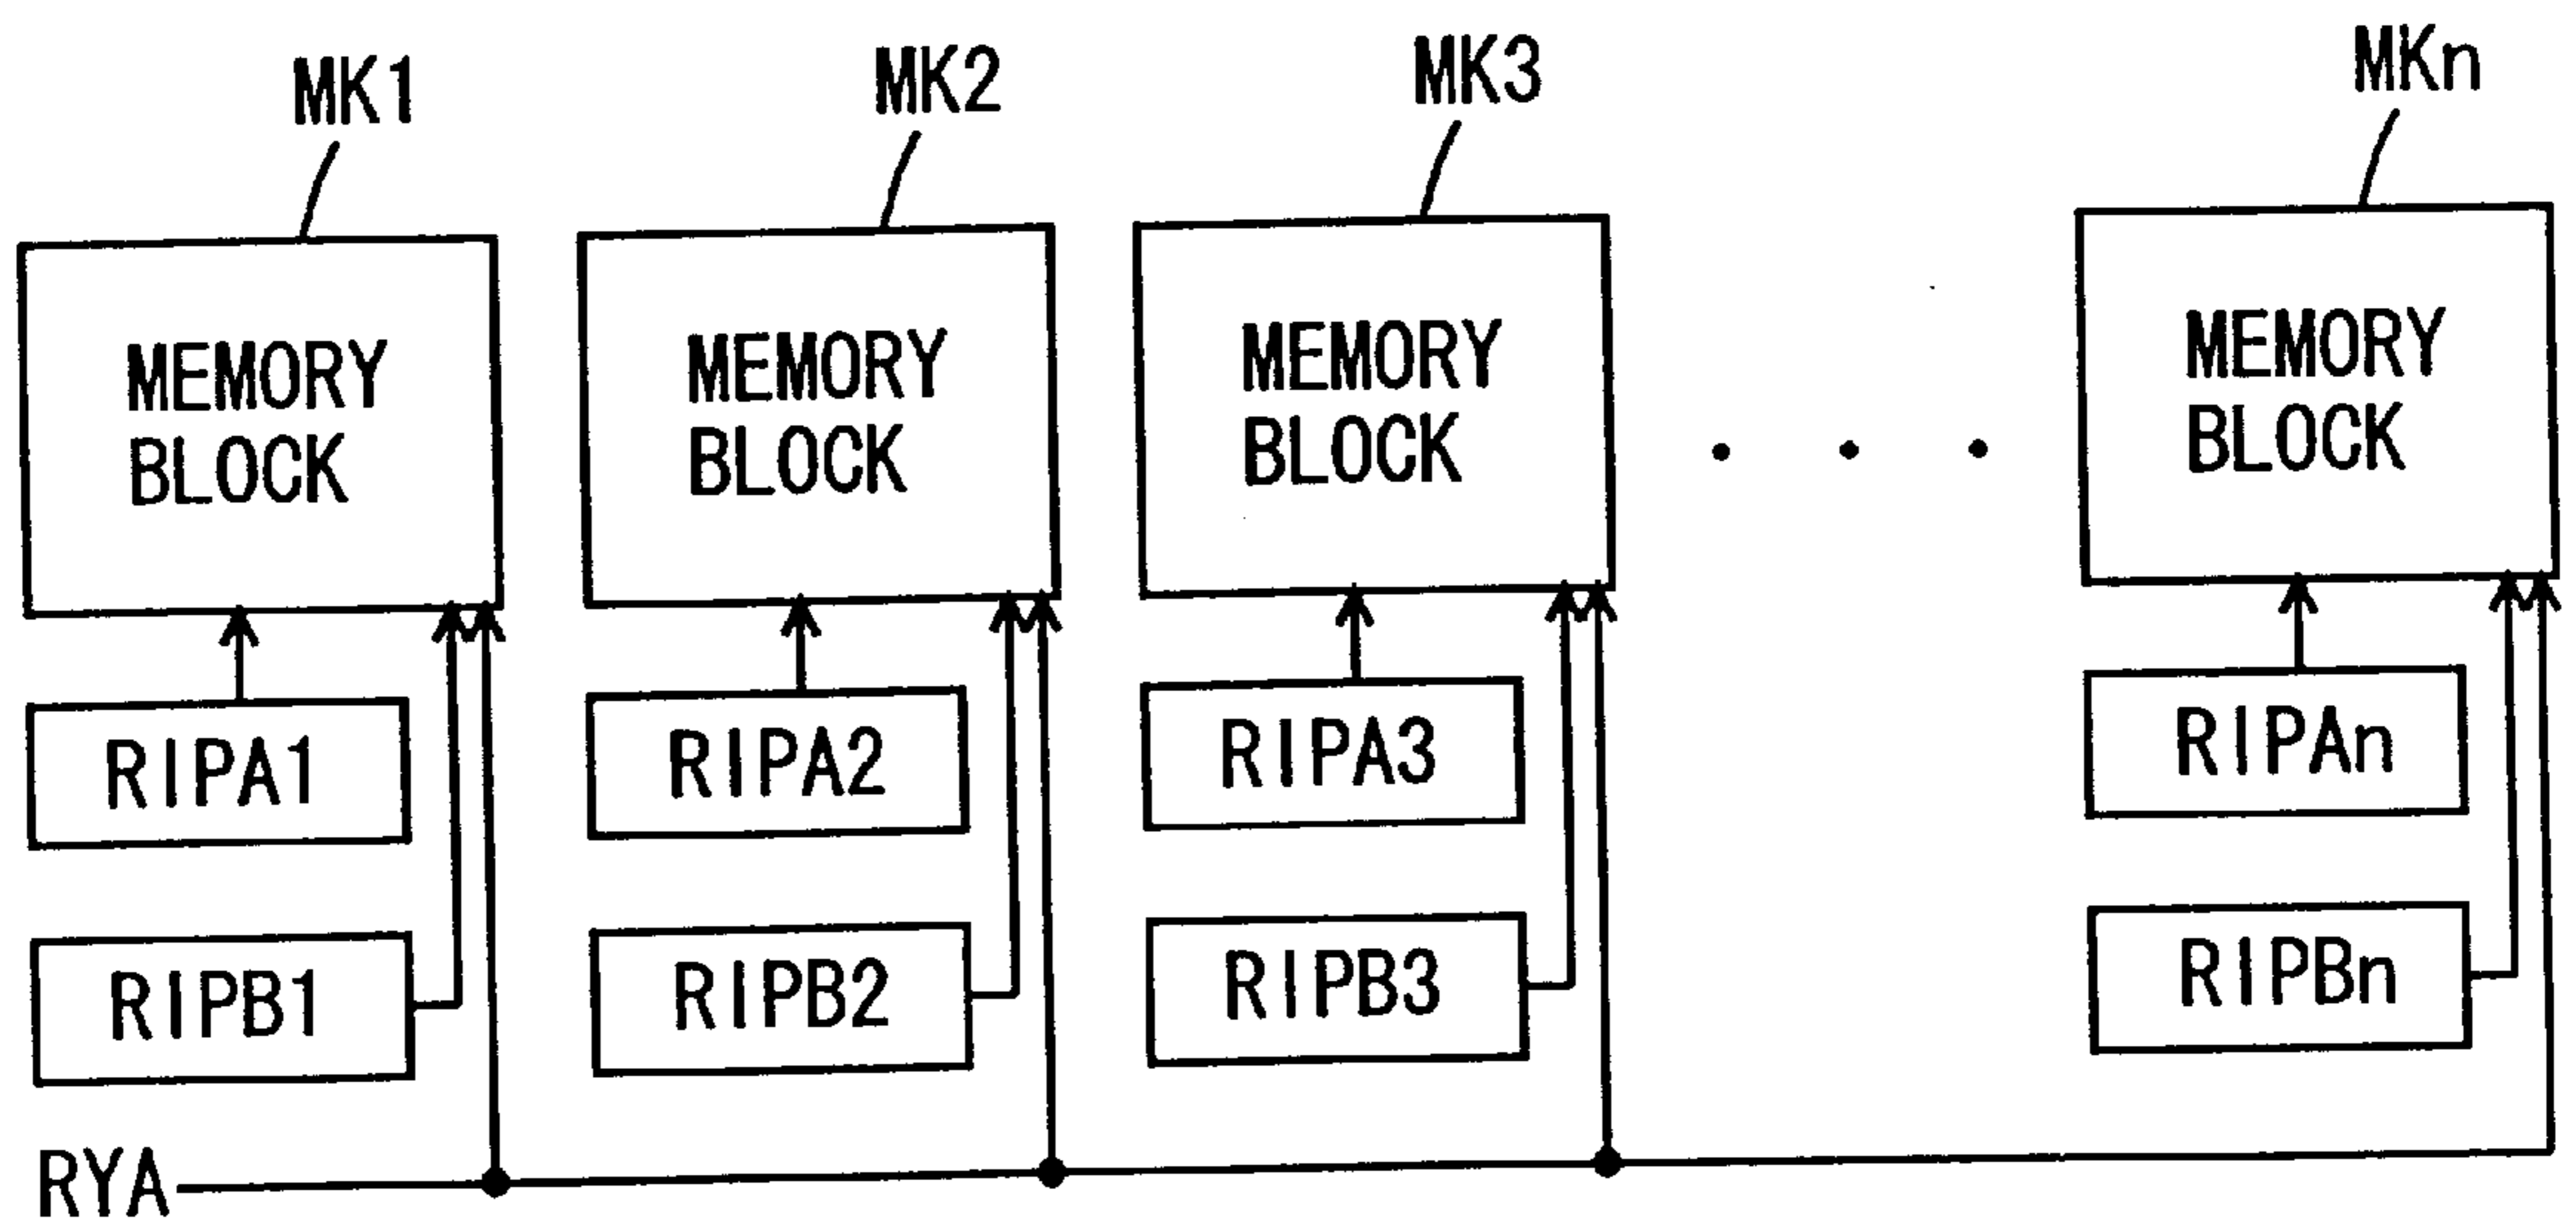 MK1
MK2
MK3
MKn
MEMORY
BLOCK
MEMORY
BLOCK
MEMORY
BLOCK
MEMORY
BLOCK
RIPA1
RIPA2
RIPA3
RIPAn
RIPB1
RIPB2
RIPB3
RIPBn
RYA